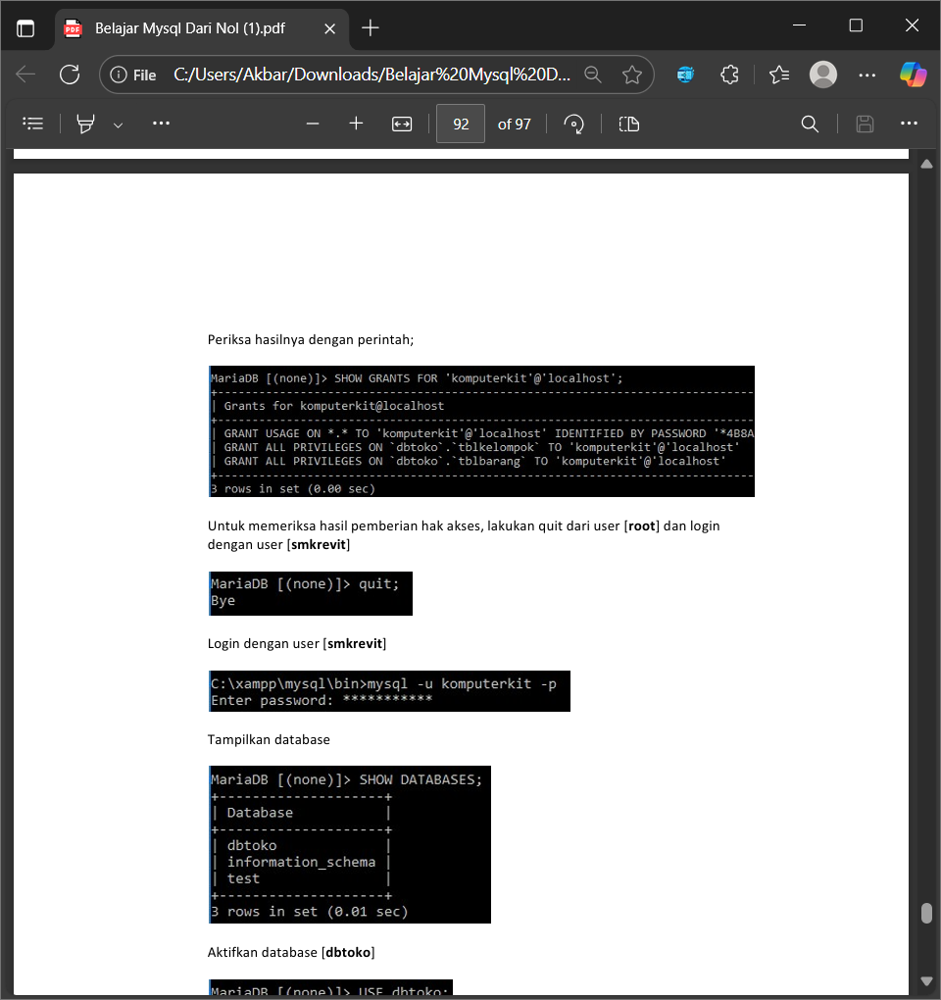 Belajar Mysql Dari Nol (1).pdf
File C:/Users/Akbar/Downloads/Belajar%20Mysql%20D...
92 of 97
Periksa hasilnya dengan perintah;
MariaDB [(none)]> SHOW GRANTS FOR 'komputerkit'@'localhost';
+-------------------------------------------------------------------------------
| Grants for komputerkit@localhost
+-------------------------------------------------------------------------------
| GRANT USAGE ON *.* TO 'komputerkit'@'localhost' IDENTIFIED BY PASSWORD '*4B8A
| GRANT ALL PRIVILEGES ON `dbtoko`.`tblkelompok` TO 'komputerkit'@'localhost'
| GRANT ALL PRIVILEGES ON `dbtoko`.`tblbarang` TO 'komputerkit'@'localhost'
+-------------------------------------------------------------------------------
3 rows in set (0.00 sec)
Untuk memeriksa hasil pemberian hak akses, lakukan quit dari user [root] dan login
dengan user [smkrevit]
MariaDB [(none)]> quit;
Bye
Login dengan user [smkrevit]
C:\xampp\mysql\bin>mysql -u komputerkit -p
Enter password: ***********
Tampilkan database
MariaDB [(none)]> SHOW DATABASES;
+--------------------+
| Database           |
+--------------------+
| dbtoko             |
| information_schema |
| test               |
+--------------------+
3 rows in set (0.01 sec)
Aktifkan database [dbtoko]
MariaDB [(none)]> USE dbtoko;